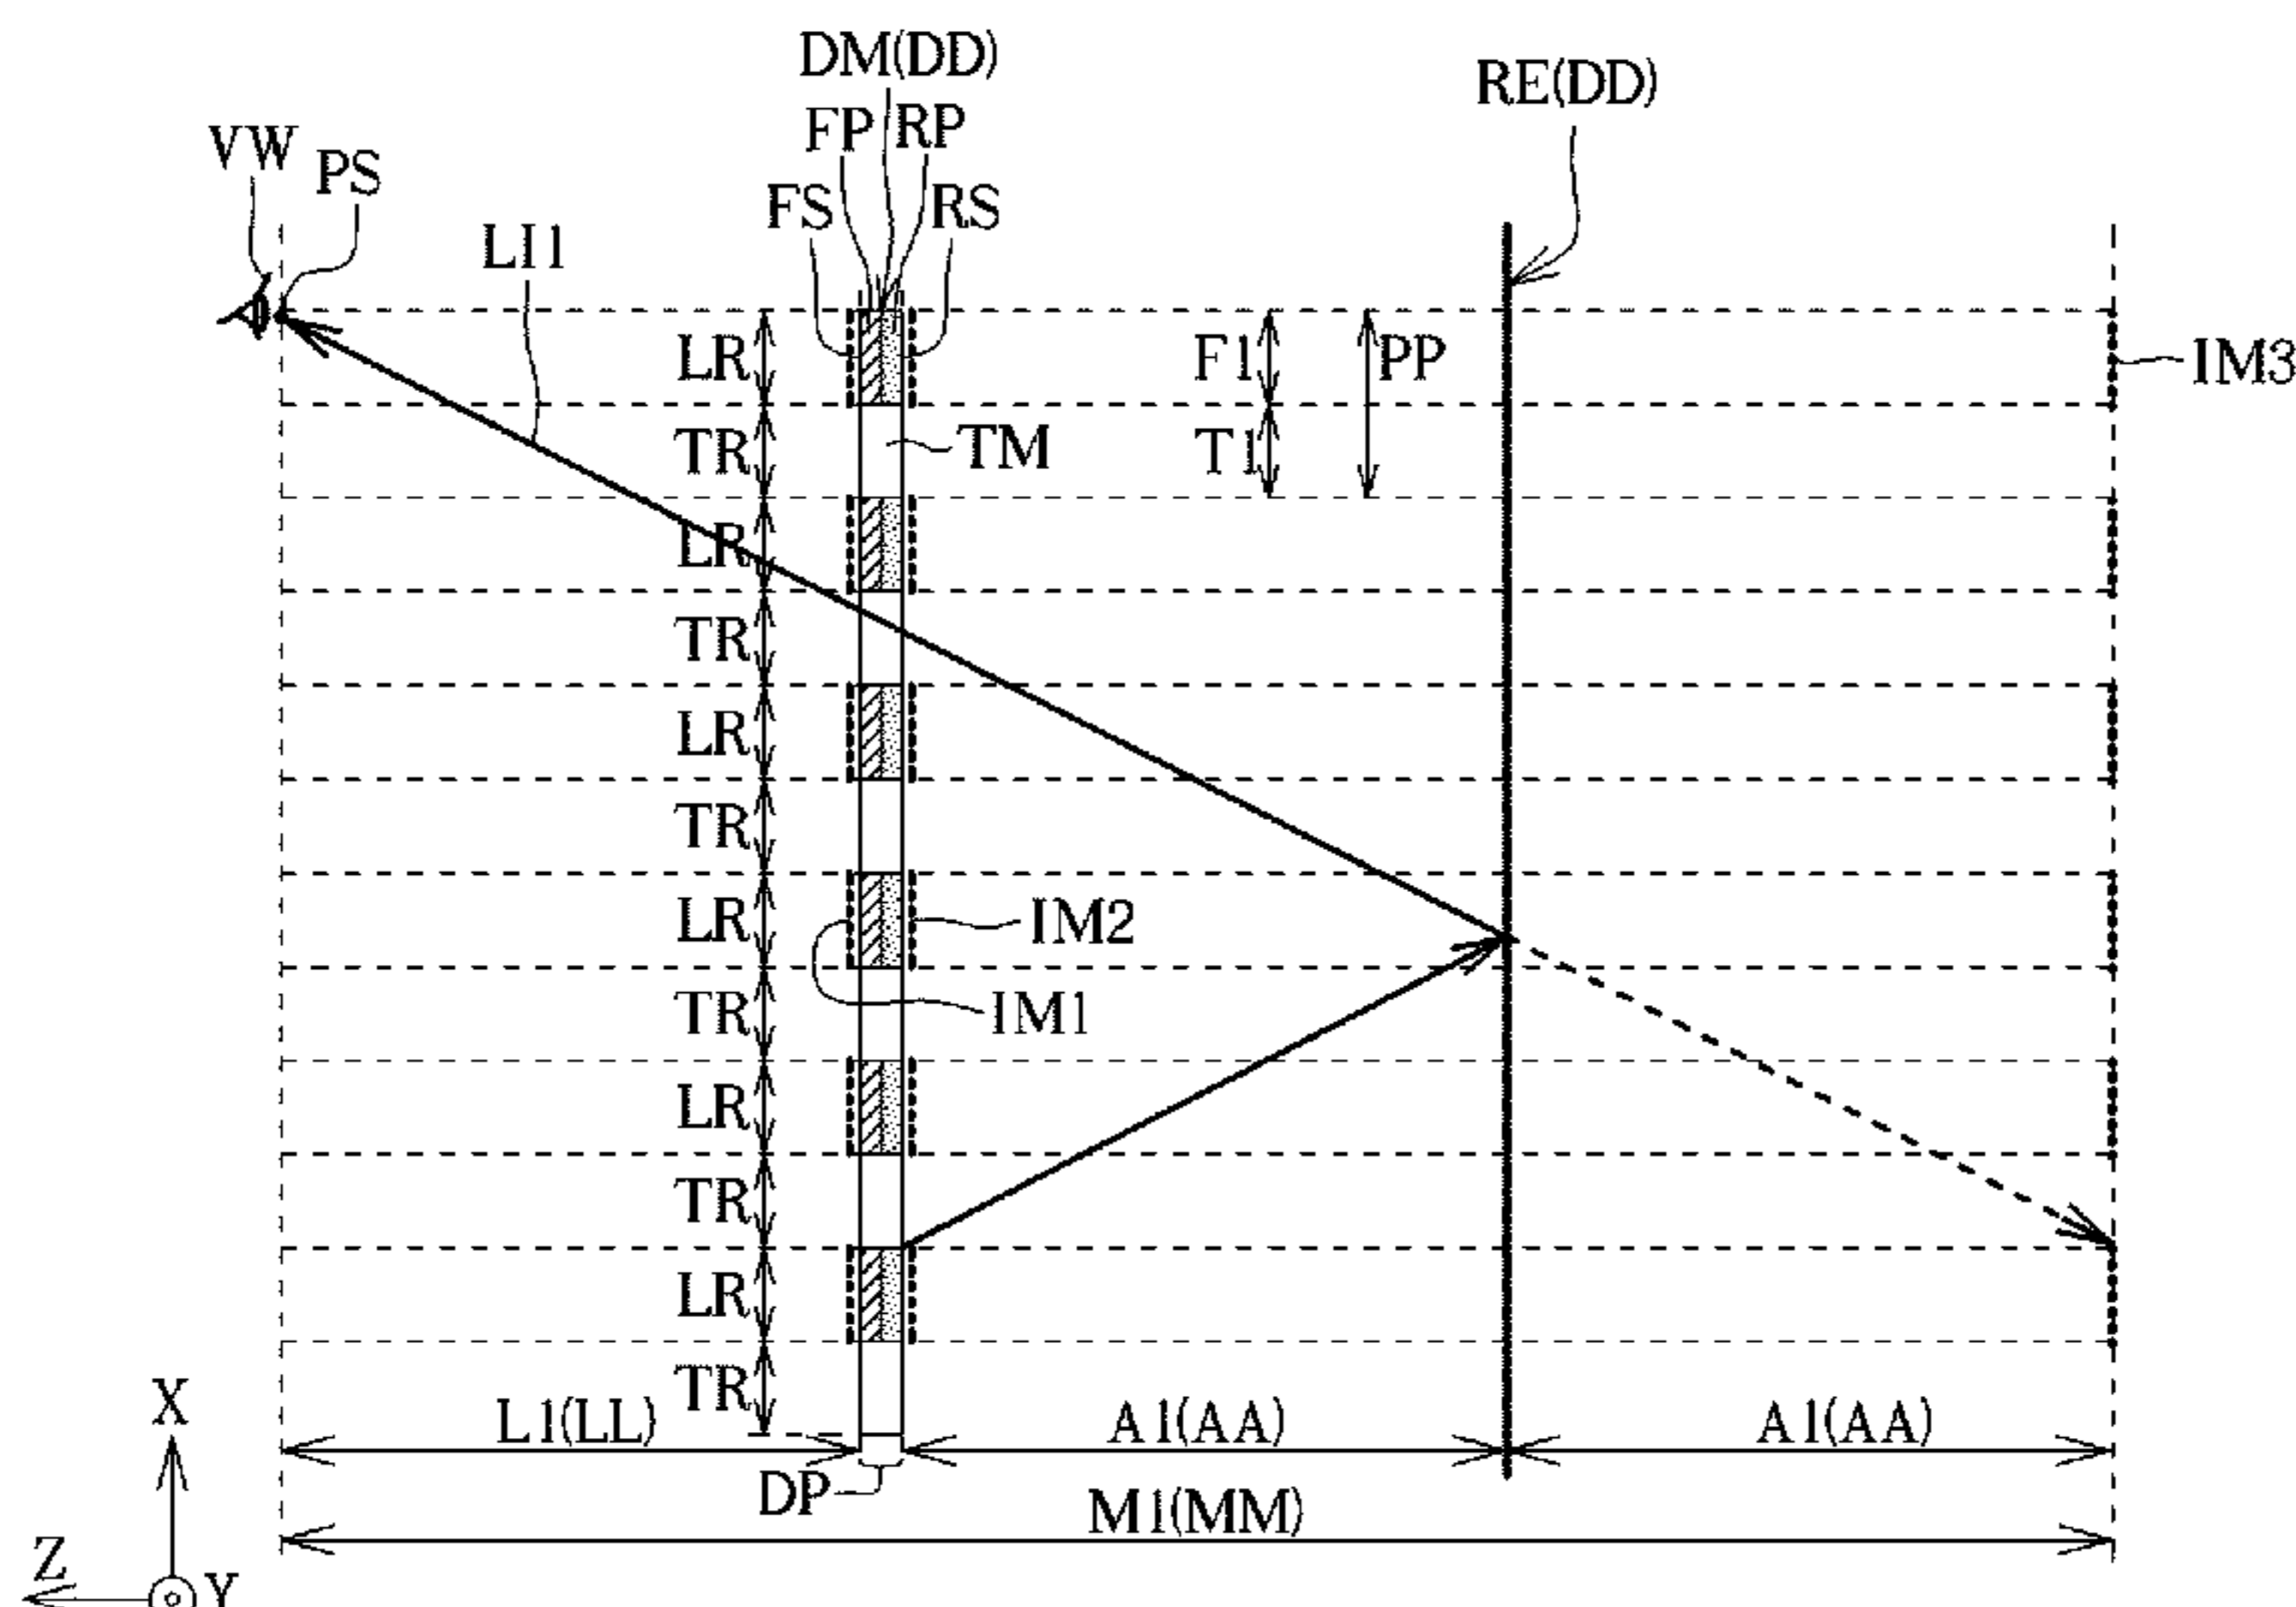 DM(DD)
RE(DD)
FP
RP
VW
PS
FS
RS
LI1
LR
F1
PP
IM3
TR
TM
T1
LR
TR
LR
TR
LR
IM2
TR
IM1
LR
TR
LR
TR
X
L1(LL)
A1(AA)
A1(AA)
DP
M1(MM)
Z
Y